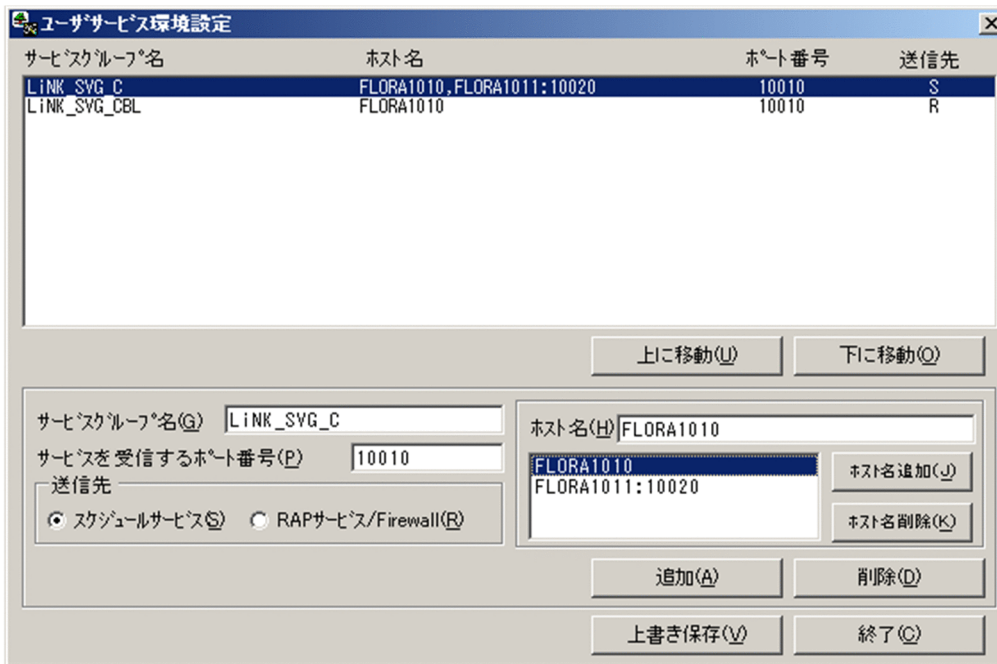 ユーザサービス環境設定
サービスグループ名 ホスト名 ポート番号 送信先
LiNK_SVG_C FLORA1010,FLORA1011:10020 10010 S
LiNK_SVG_CBL FLORA1010 10010 R
上に移動(U) 下に移動(O)
サービスグループ名(G) LiNK_SVG_C
サービスを受信するポート番号(P) 10010
送信先
スケジュールサービス(S) RAPサービス/Firewall(R)
ホスト名(H) FLORA1010
FLORA1010
FLORA1011:10020
ホスト名追加(J)
ホスト名削除(K)
追加(A) 削除(D)
上書き保存(V) 終了(C)